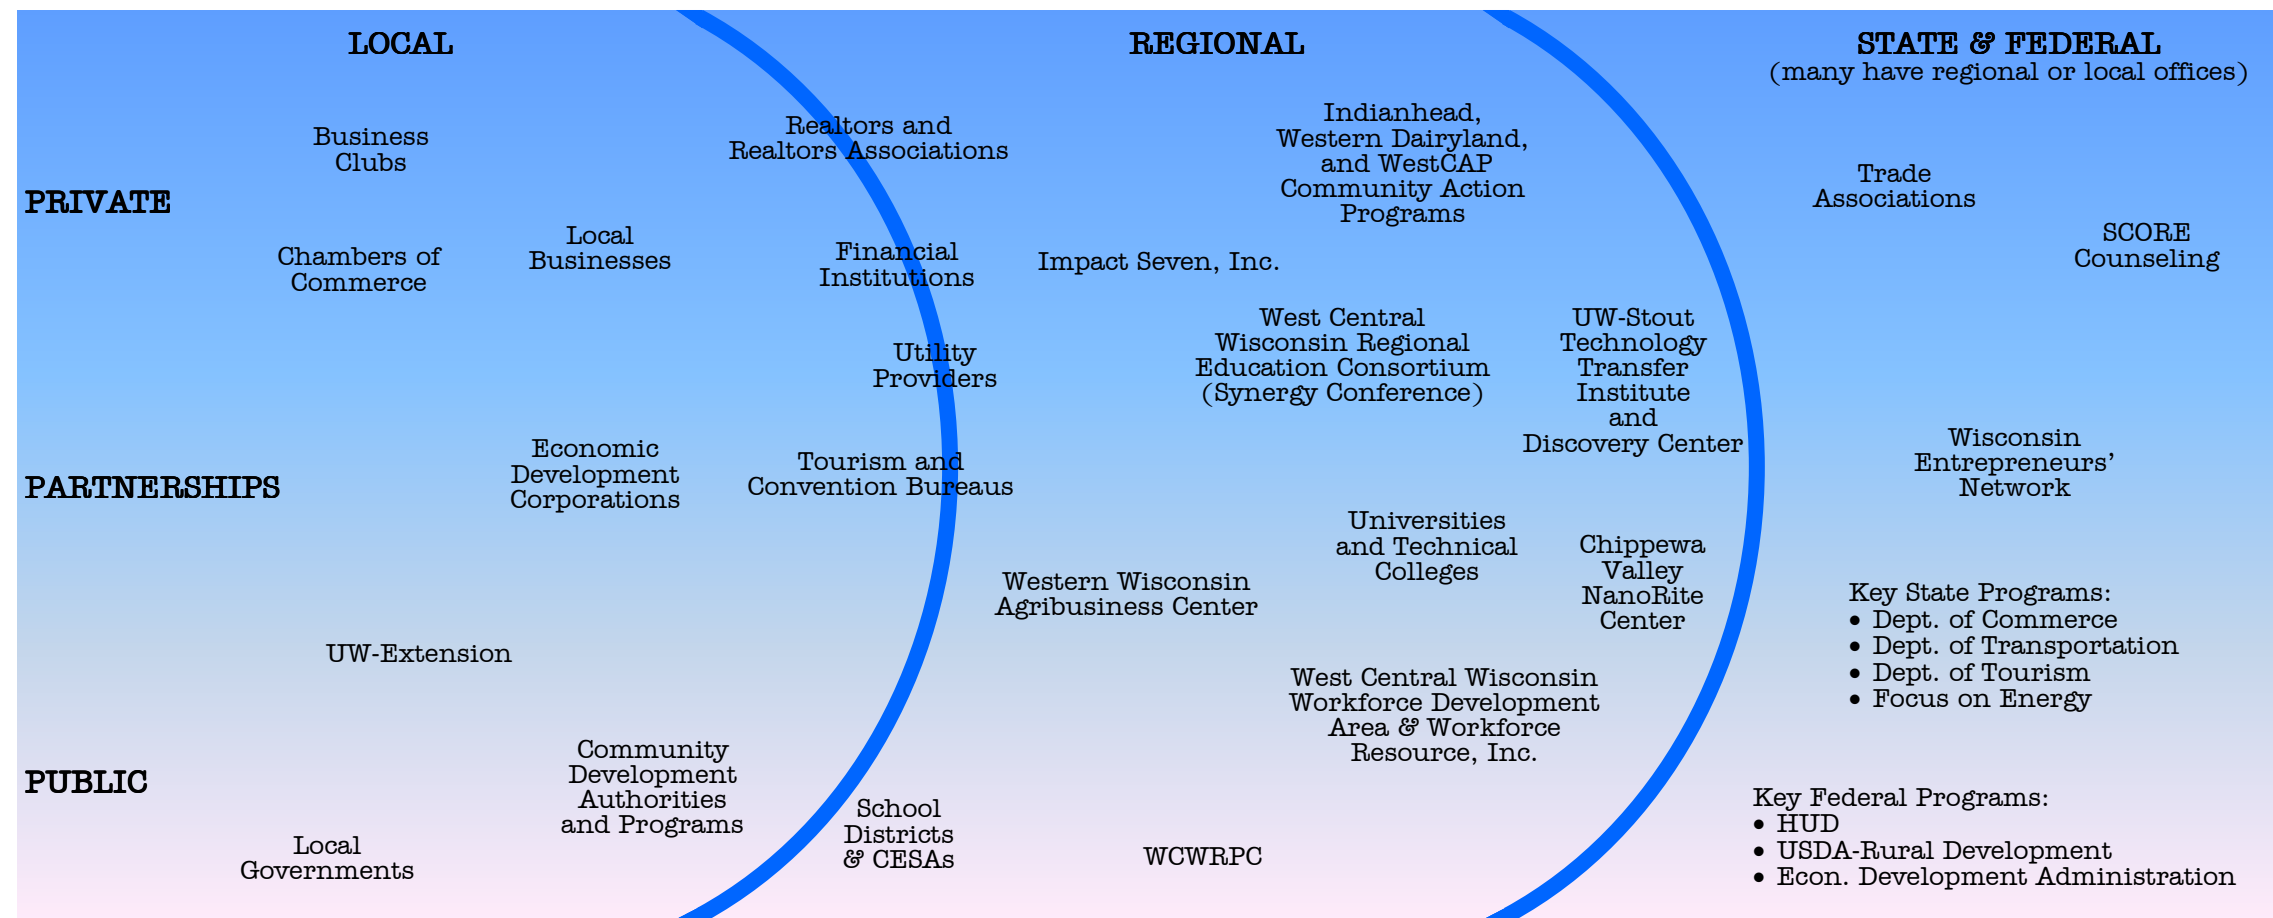 LOCAL
REGIONAL
STATE & FEDERAL
(many have regional or local offices)
PRIVATE
Business
Clubs
Chambers of
Commerce
Local
Businesses
Realtors and
Realtors Associations
Financial
Institutions
Utility
Providers
Indianhead,
Western Dairyland,
and WestCAP
Community Action
Programs
Impact Seven, Inc.
West Central
Wisconsin Regional
Education Consortium
(Synergy Conference)
UW-Stout
Technology
Transfer
Institute
and
Discovery Center
Trade
Associations
SCORE
Counseling
PARTNERSHIPS
Economic
Development
Corporations
Tourism and
Convention Bureaus
Universities
and Technical
Colleges
Western Wisconsin
Agribusiness Center
Chippewa
Valley
NanoRite
Center
Wisconsin
Entrepreneurs’
Network
UW-Extension
West Central Wisconsin
Workforce Development
Area & Workforce
Resource, Inc.
Key State Programs:
• Dept. of Commerce
• Dept. of Transportation
• Dept. of Tourism
• Focus on Energy
PUBLIC
Community
Development
Authorities
and Programs
Local
Governments
School
Districts
& CESAs
WCWRPC
Key Federal Programs:
• HUD
• USDA-Rural Development
• Econ. Development Administration